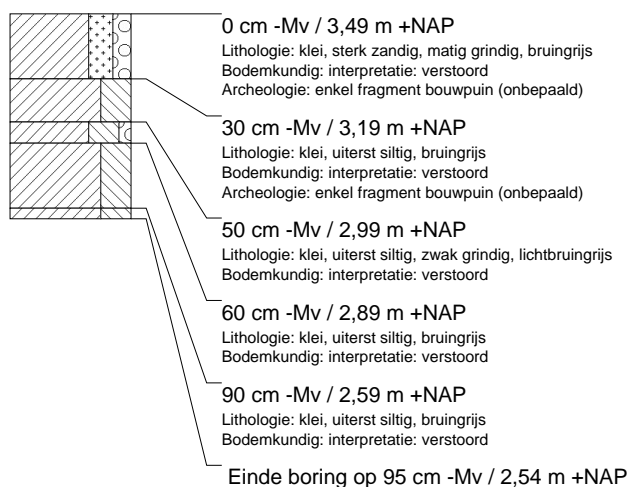 0 cm -Mv / 3,49 m +NAP
Lithologie: klei, sterk zandig, matig grindig, bruingrijs
Bodemkundig: interpretatie: verstoord
Archeologie: enkel fragment bouwpuin (onbepaald)
30 cm -Mv / 3,19 m +NAP
Lithologie: klei, uiterst siltig, bruingrijs
Bodemkundig: interpretatie: verstoord
Archeologie: enkel fragment bouwpuin (onbepaald)
50 cm -Mv / 2,99 m +NAP
Lithologie: klei, uiterst siltig, zwak grindig, lichtbruingrijs
Bodemkundig: interpretatie: verstoord
60 cm -Mv / 2,89 m +NAP
Lithologie: klei, uiterst siltig, bruingrijs
Bodemkundig: interpretatie: verstoord
90 cm -Mv / 2,59 m +NAP
Lithologie: klei, uiterst siltig, bruingrijs
Bodemkundig: interpretatie: verstoord
Einde boring op 95 cm -Mv / 2,54 m +NAP